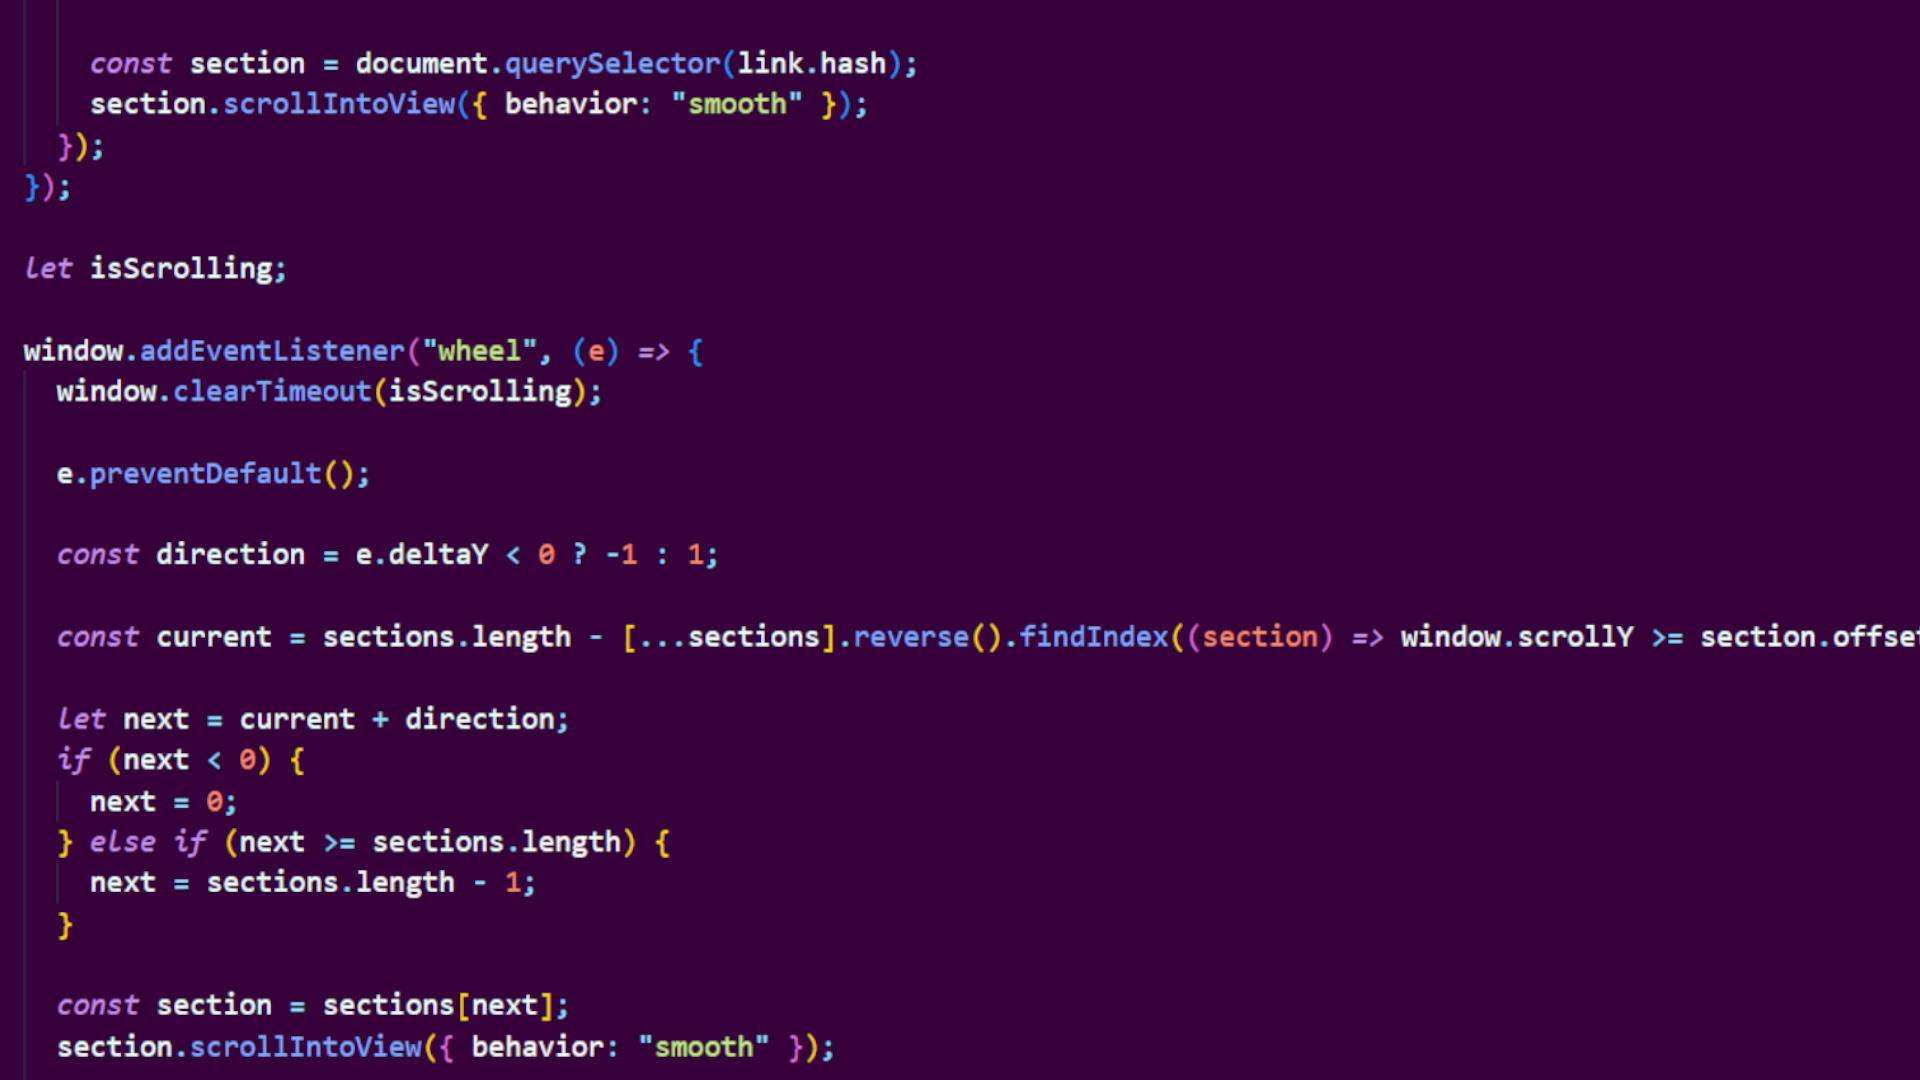 const section = document.querySelector(link.hash);
section.scrollIntoView({ behavior: "smooth" });
});
});
let isScrolling;
window.addEventListener("wheel", (e) => {
window.clearTimeout(isScrolling);
e.preventDefault();
const direction = e.deltaY < 0 ? -1 : 1;
const current = sections.length - [...sections].reverse().findIndex((section) => window.scrollY >= section.offset
let next = current + direction;
if (next < 0) {
next = 0;
} else if (next >= sections.length) {
next = sections.length - 1;
}
const section = sections[next];
section.scrollIntoView({ behavior: "smooth" });